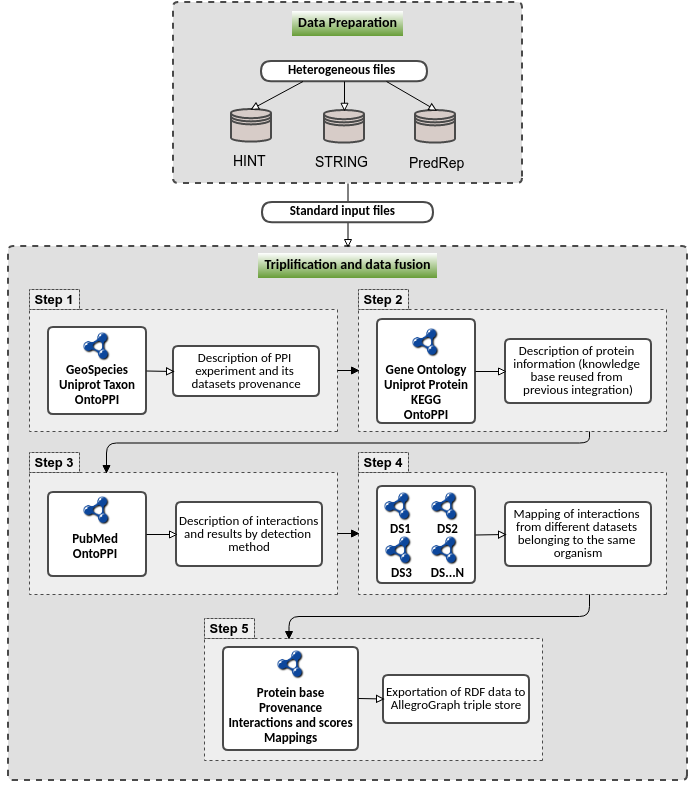 Data Preparation
Heterogeneous files
HINT
STRING
PredRep
Standard input files
Triplification and data fusion
Step 1
GeoSpecies
Uniprot Taxon
OntoPPI
Description of PPI
experiment and its
datasets provenance
Step 2
Gene Ontology
Uniprot Protein
KEGG
OntoPPI
Description of protein
information (knowledge
base reused from
previous integration)
Step 3
PubMed
OntoPPI
Description of interactions
and results by detection
method
Step 4
DS1
DS2
DS3
DS...N
Mapping of interactions
from different datasets
belonging to the same
organism
Step 5
Protein base
Provenance
Interactions and scores
Mappings
Exportation of RDF data to
AllegroGraph triple store